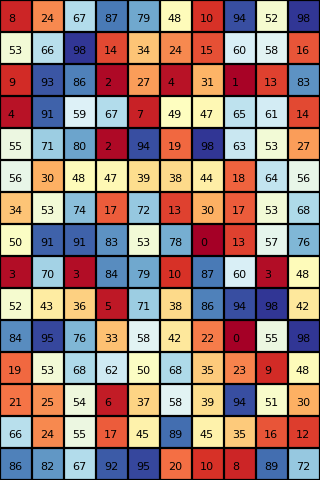 8 24 67 87 79 48 10 94 52 98
53 66 98 14 34 24 15 60 58 16
9 93 86 2 27 4 31 1 13 83
4 91 59 67 7 49 47 65 61 14
55 71 80 2 94 19 98 63 53 27
56 30 48 47 39 38 44 18 64 56
34 53 74 17 72 13 30 17 53 68
50 91 91 83 53 78 0 13 57 76
3 70 3 84 79 10 87 60 3 48
52 43 36 5 71 38 86 94 98 42
84 95 76 33 58 42 22 0 55 98
19 53 68 62 50 68 35 23 9 48
21 25 54 6 37 58 39 94 51 30
66 24 55 17 45 89 45 35 16 12
86 82 67 92 95 20 10 8 89 72